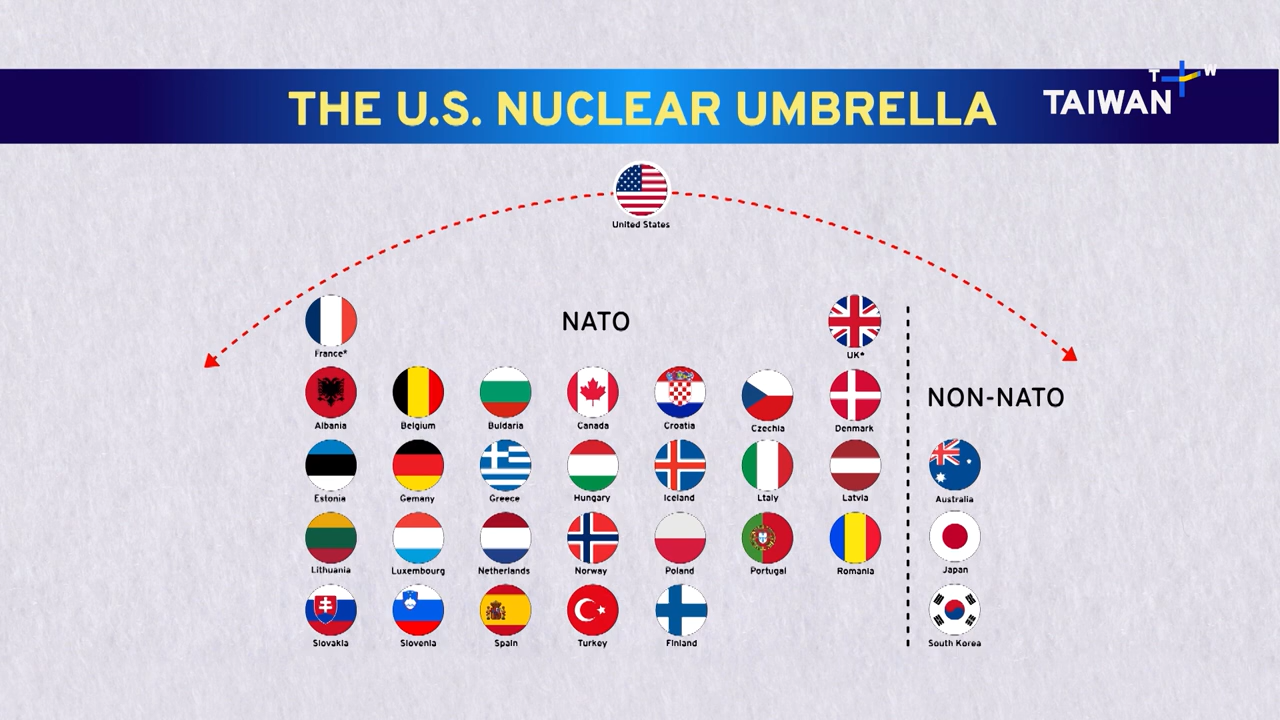 T W
THE U.S. NUCLEAR UMBRELLA
TAIWAN
United States
NATO
France*
UK*
NON-NATO
Albania
Belgium
Buldaria
Canada
Croatia
Czechla
Denmark
Estonia
Gemany
Greece
Hungary
Iceland
Ltaly
Latvia
Australia
Lithuania
Luxembourg
Netherlands
Norway
Poland
Portugal
Romania
Japan
Slovakia
Slovenia
Spain
Turkey
Finland
South Korea